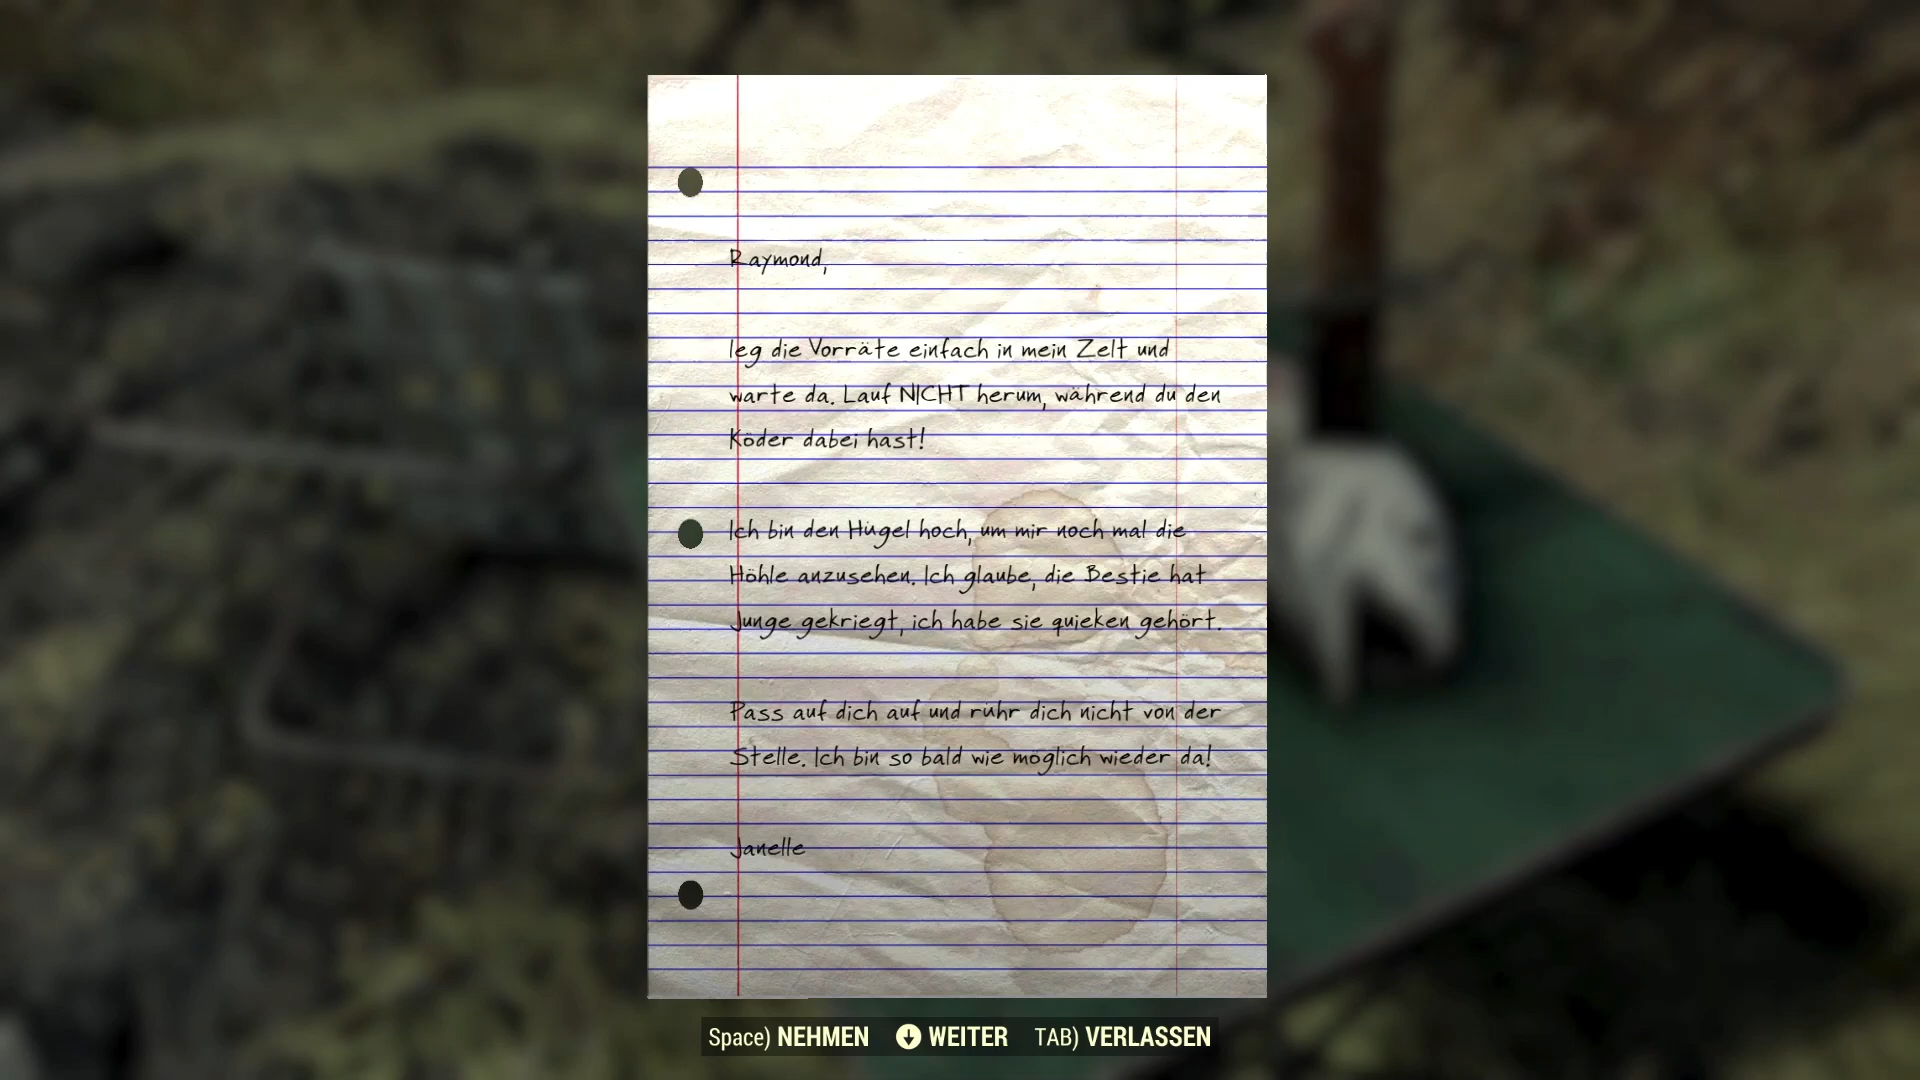 Raymond,
leg die Vorräte einfach in mein Zelt und
warte da. Lauf NICHT herum, während du den
Köder dabei hast!
Ich bin den Hügel hoch, um mir noch mal die
Höhle anzusehen. Ich glaube, die Bestie hat
Junge gekriegt, ich habe sie quieken gehört.
Pass auf dich auf und rühr dich nicht von der
Stelle. Ich bin so bald wie möglich wieder da!
Janelle
Space) NEHMEN WEITER TAB) VERLASSEN